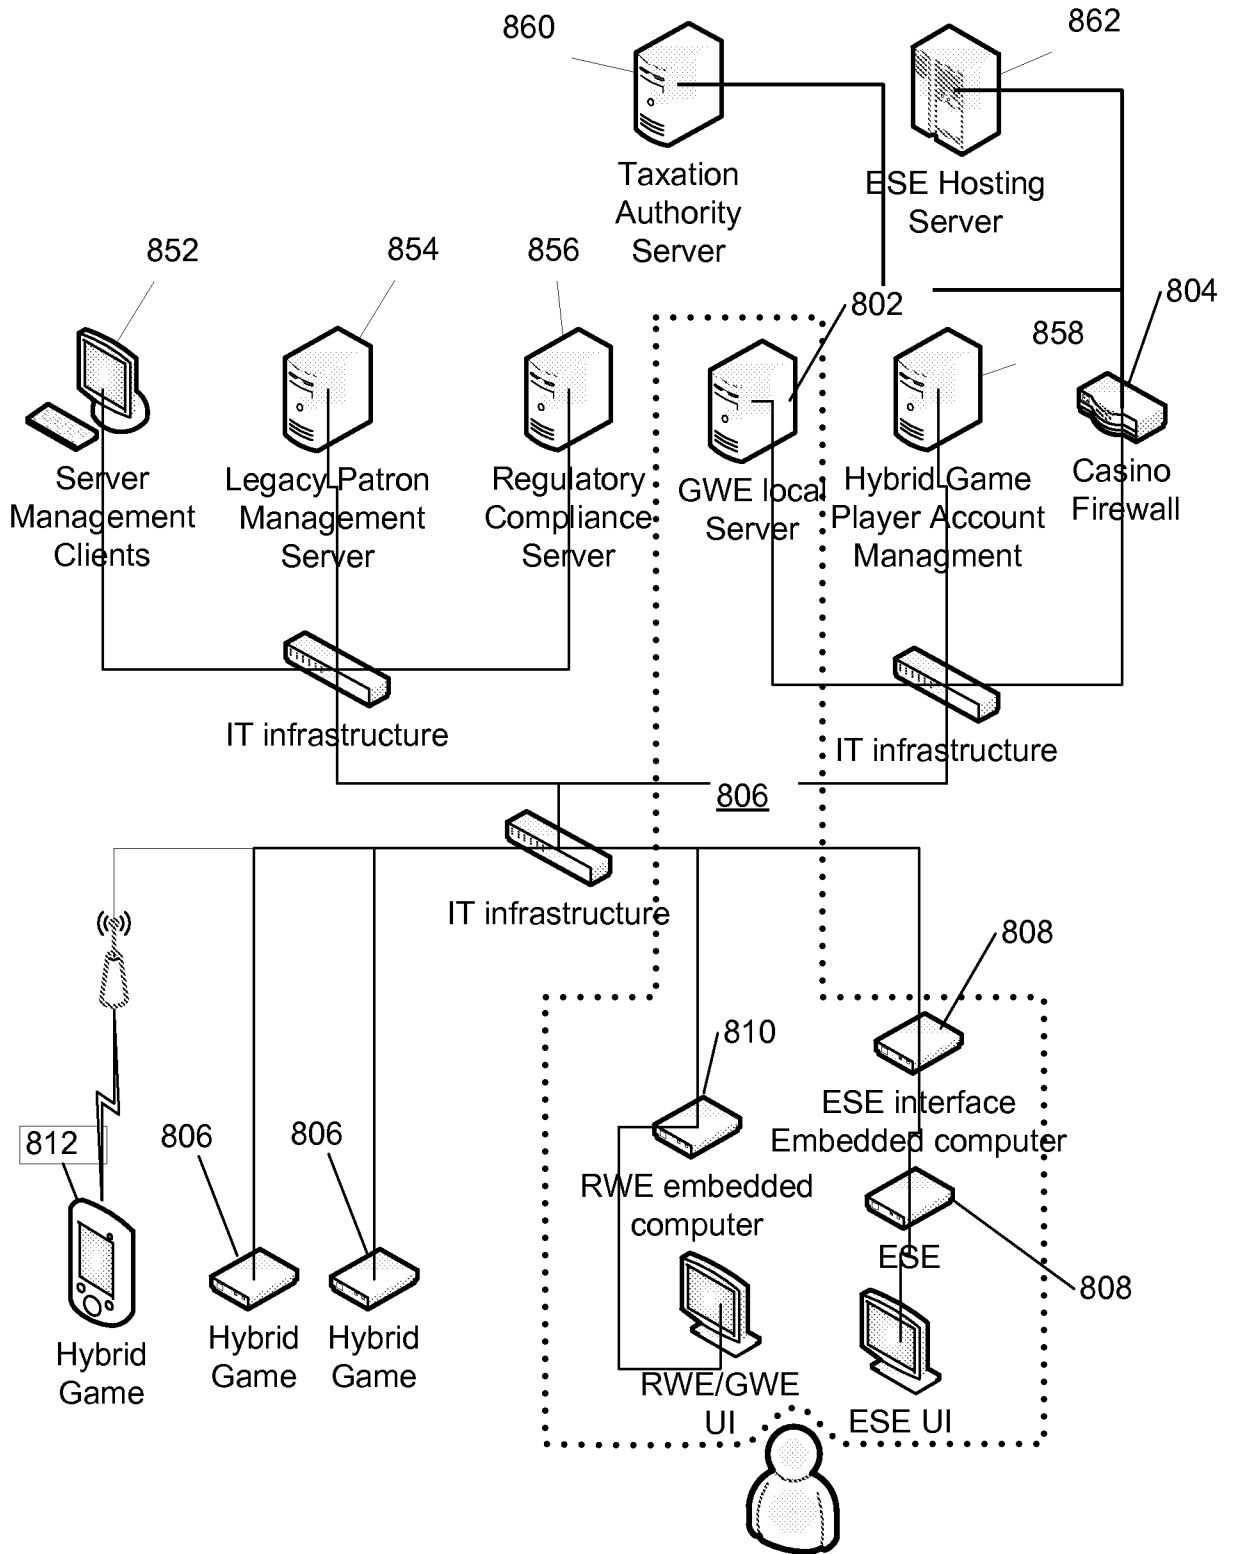 860
862
Taxation
Authority
Server
ESE Hosting
Server
852
854
856
802
804
858
Server
Management
Clients
Legacy Patron
Management
Server
Regulatory
Compliance
Server
GWE local
Server
Hybrid Game
Player Account
Managment
Casino
Firewall
IT infrastructure
IT infrastructure
806
IT infrastructure
808
810
ESE interface
Embedded computer
812
806
806
RWE embedded
computer
ESE
808
Hybrid
Game
Hybrid
Game
Hybrid
Game
RWE/GWE
UI
ESE UI